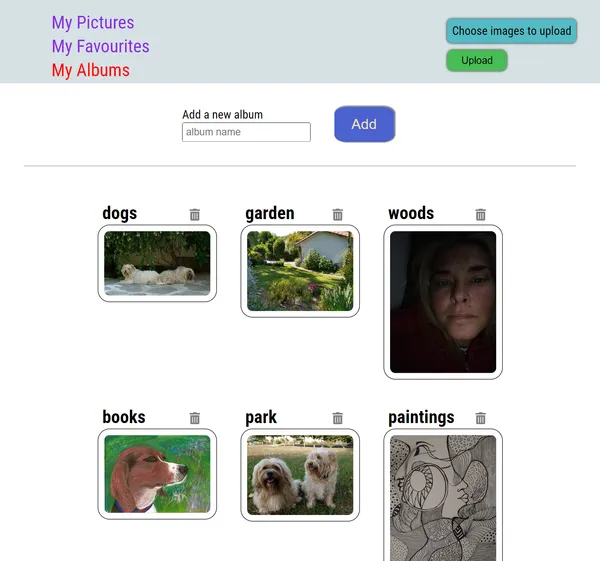 My Pictures
My Favourites
My Albums
Choose images to upload
Upload
Add a new album
album name
Add
dogs
garden
woods
books
park
paintings